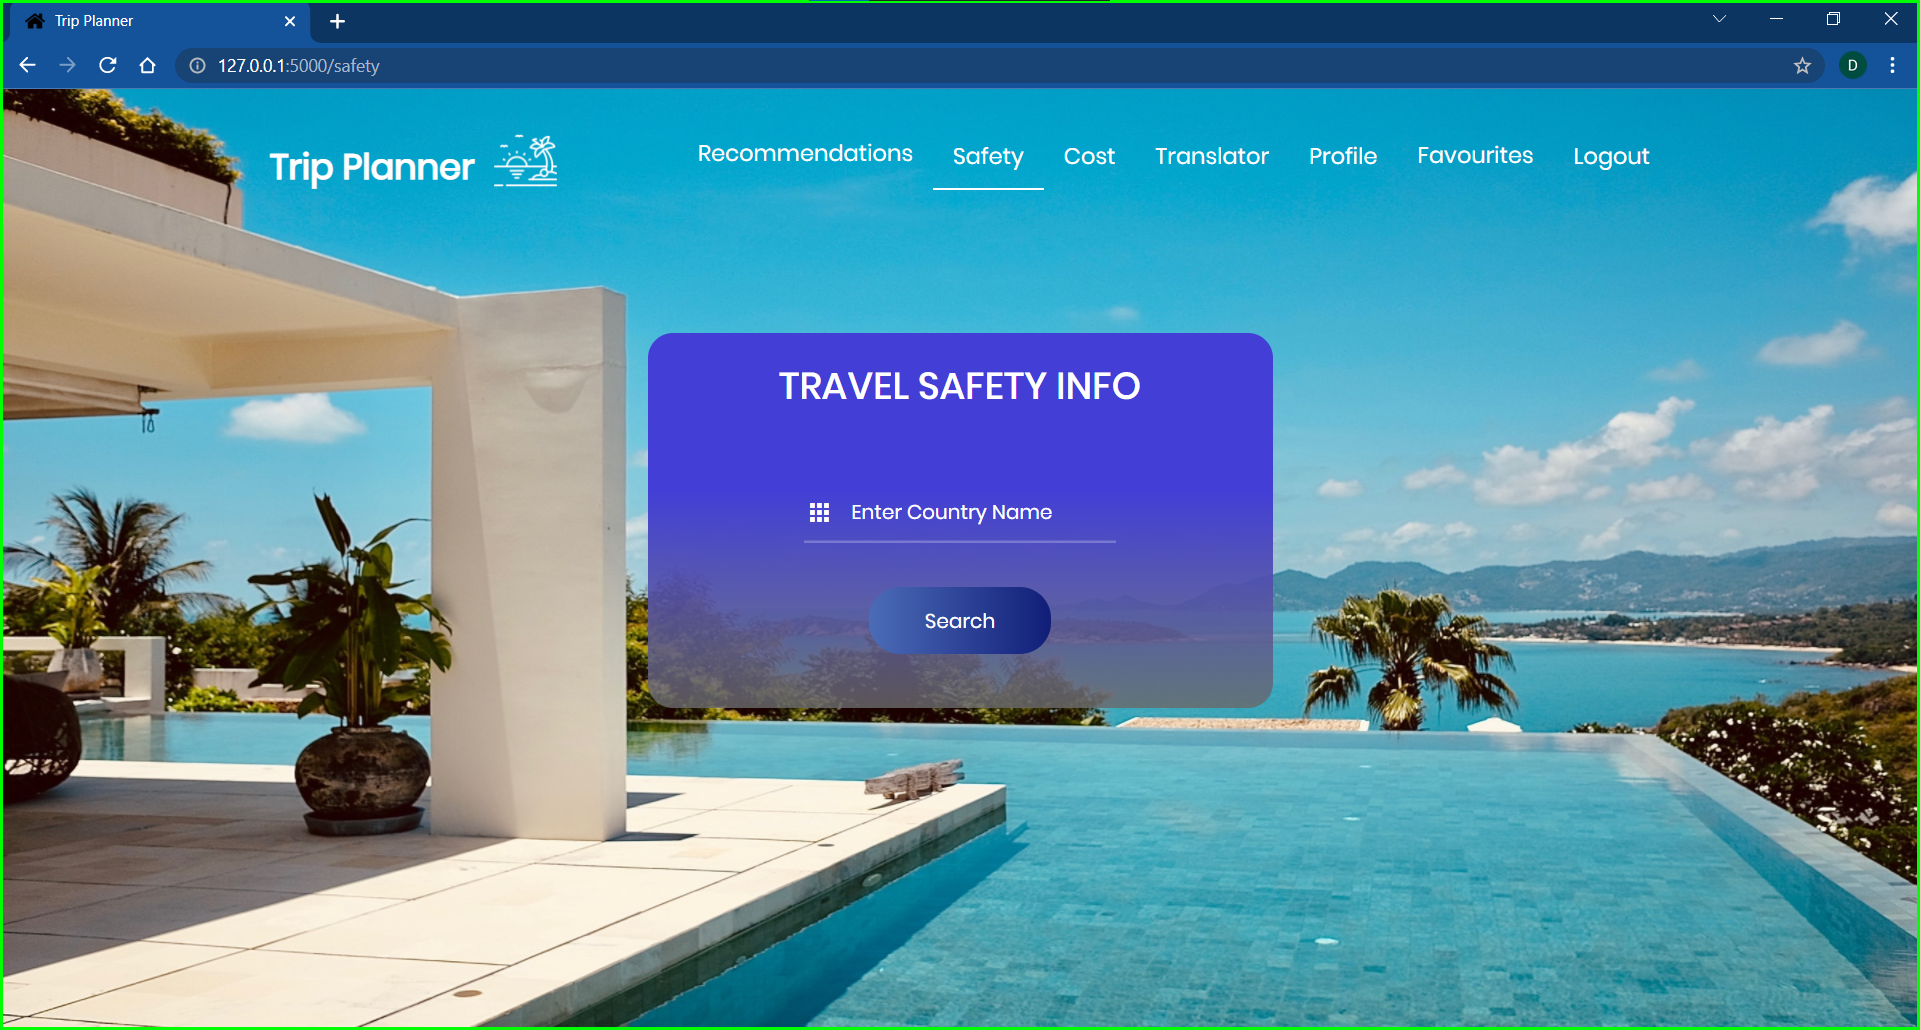 Trip Planner
127.0.0.1:5000/safety
D
Trip Planner
Recommendations Safety Cost Translator Profile Favourites Logout
TRAVEL SAFETY INFO
Enter Country Name
Search